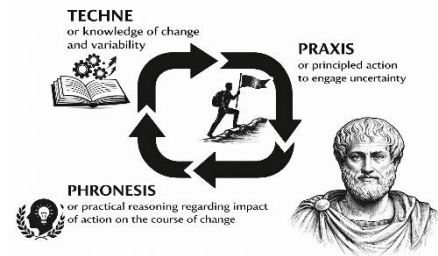 TECHNE
or knowledge of change
and variability
PRAXIS
or principled action
to engage uncertainty
PHRONESIS
or practical reasoning regarding impact
of action on the course of change